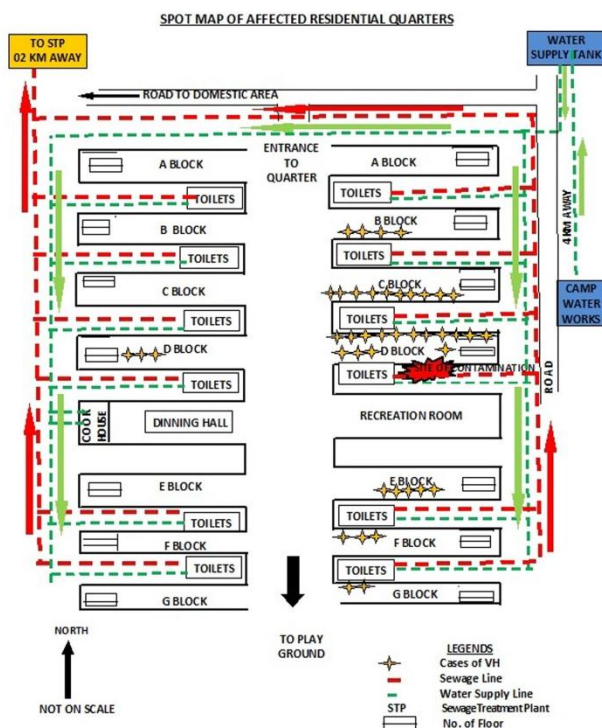 SPOT MAP OF AFFECTED RESIDENTIAL QUARTERS
TO STP
02 KM AWAY
WATER
SUPPLY TANK
ROAD TO DOMESTIC AREA
ENTRANCE
TO
QUARTER
A BLOCK
A BLOCK
TOILETS
TOILETS
B BLOCK
B BLOCK
TOILETS
TOILETS
4 KM AWAY
C BLOCK
C BLOCK
CAMP
WATER
WORKS
TOILETS
TOILETS
D BLOCK
D BLOCK
TOILETS
TOILETS
SITE OF CONTAMINATION
ROAD
COOK
HOUSE
DINNING HALL
RECREATION ROOM
E BLOCK
E BLOCK
TOILETS
TOILETS
F BLOCK
F BLOCK
TOILETS
TOILETS
G BLOCK
G BLOCK
NORTH
NOT ON SCALE
TO PLAY
GROUND
LEGENDS
Cases of VH
Sewage Line
Water Supply Line
STP Sewage Treatment Plant
No. of Floor